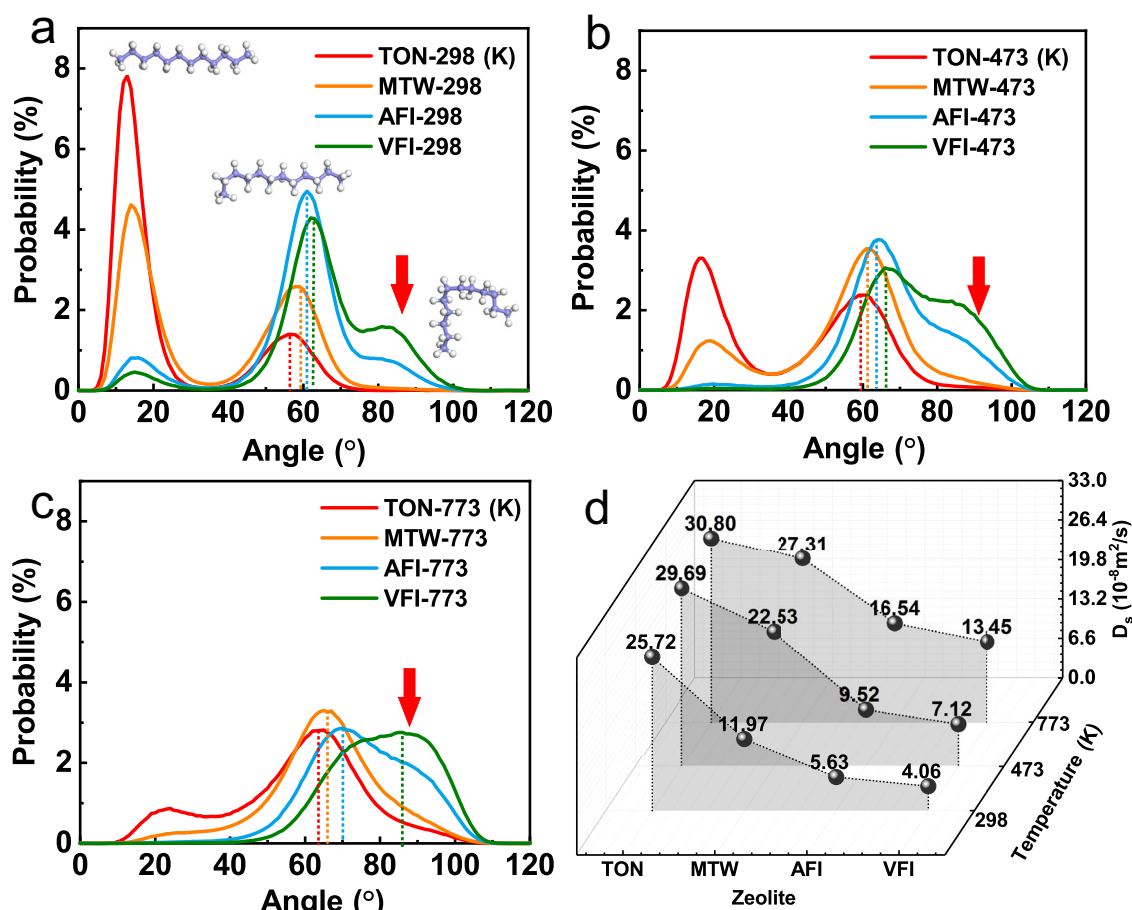 a
TON-298 (K)
MTW-298
AFI-298
VFI-298
Probability (%)
8
6
4
2
0
0 20 40 60 80 100 120
Angle (°)
b
TON-473 (K)
MTW-473
AFI-473
VFI-473
Probability (%)
8
6
4
2
0
0 20 40 60 80 100 120
Angle (°)
c
TON-773 (K)
MTW-773
AFI-773
VFI-773
Probability (%)
8
6
4
2
0
0 20 40 60 80 100 120
Angle (°)
d
30.80
27.31
16.54
13.45
29.69
22.53
9.52
7.12
25.72
11.97
5.63
4.06
33.0
26.4
19.8
13.2
6.6
0.0
Ds (10-8m2/s)
773
473
298
Temperature (K)
TON MTW AFI VFI
Zeolite